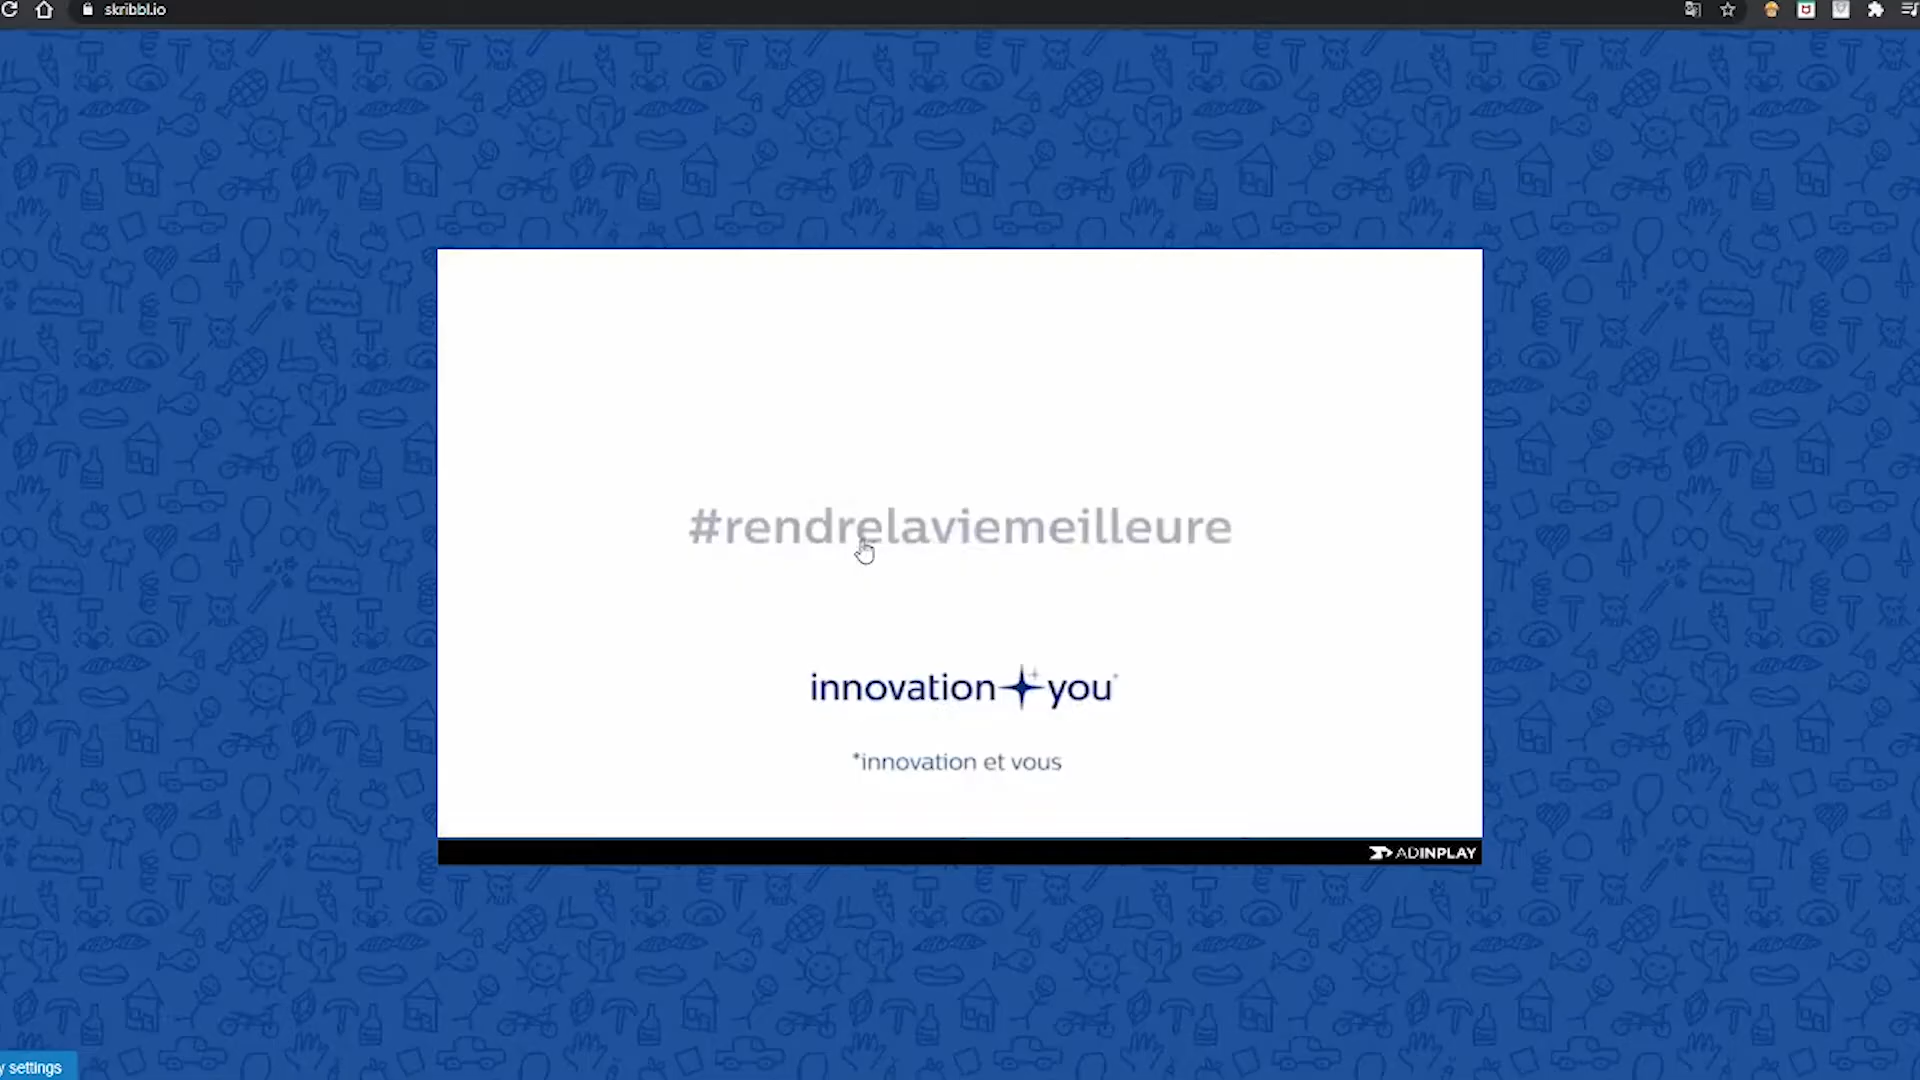 skribbl.io
#rendrelaviemeilleure
innovation you
*innovation et vous
ADINPLAY
y settings